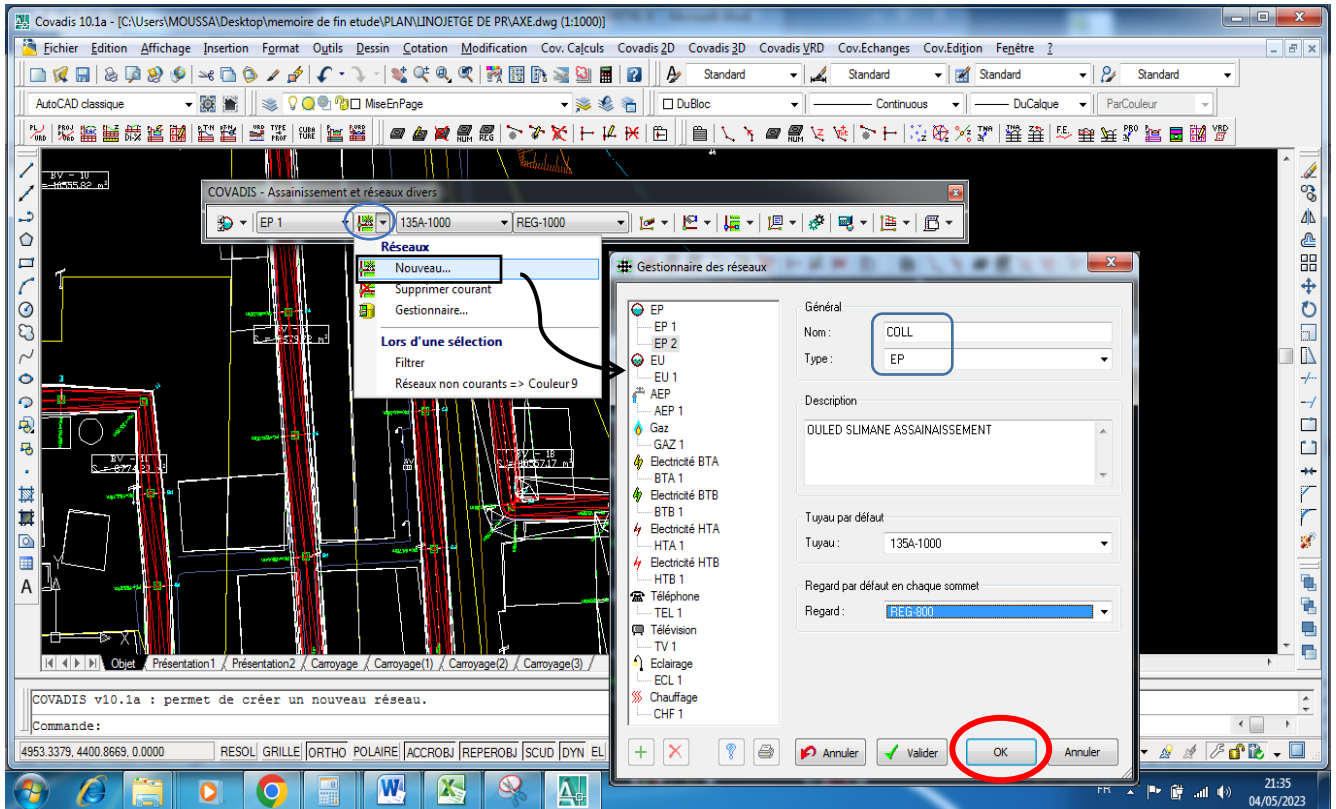 Covadis 10.1a - [C:\Users\MOUSSA\Desktop\memoire de fin etude\PLAN\LINOJETGE DE PR\AXE.dwg (1:1000)]
Fichier Edition Affichage Insertion Format Outils Dessin Cotation Modification Cov. Calculs Covadis 2D Covadis 3D Covadis VRD Cov.Echanges Cov.Edition Fenêtre ?
Standard Standard Standard Standard
AutoCAD classique MiseEnPage DuBloc Continuous DuCalque ParCouleur
BV - 10
COVADIS - Assainissement et réseaux divers
EP 1 135A-1000 REG-1000
Réseaux
Nouveau...
Supprimer courant
Gestionnaire...
Lors d'une sélection
Filtrer
Réseaux non courants => Couleur 9
BV - 18
Gestionnaire des réseaux
EP
EP 1
EP 2
EU
EU 1
AEP
AEP 1
Gaz
GAZ 1
Electricité BTA
BTA 1
Electricité BTB
BTB 1
Electricité HTA
HTA 1
Electricité HTB
HTB 1
Téléphone
TEL 1
Télévision
TV 1
Eclairage
ECL 1
Chauffage
CHF 1
Général
Nom : COLL
Type : EP
Description
OULED SLIMANE ASSAINAISSEMENT
Tuyau par défaut
Tuyau : 135A-1000
Regard par défaut en chaque sommet
Regard : REG-800
Annuler Valider OK Annuler
Y
X
Objet Présentation1 Présentation2 Carroyage Carroyage(1) Carroyage(2) Carroyage(3)
COVADIS v10.1a : permet de créer un nouveau réseau.
Commande:
4953.3379, 4400.8669, 0.0000 RESOL GRILLE ORTHO POLAIRE ACCROBJ REPEROBJ SCUD DYN EL
FR 21:35
04/05/2023